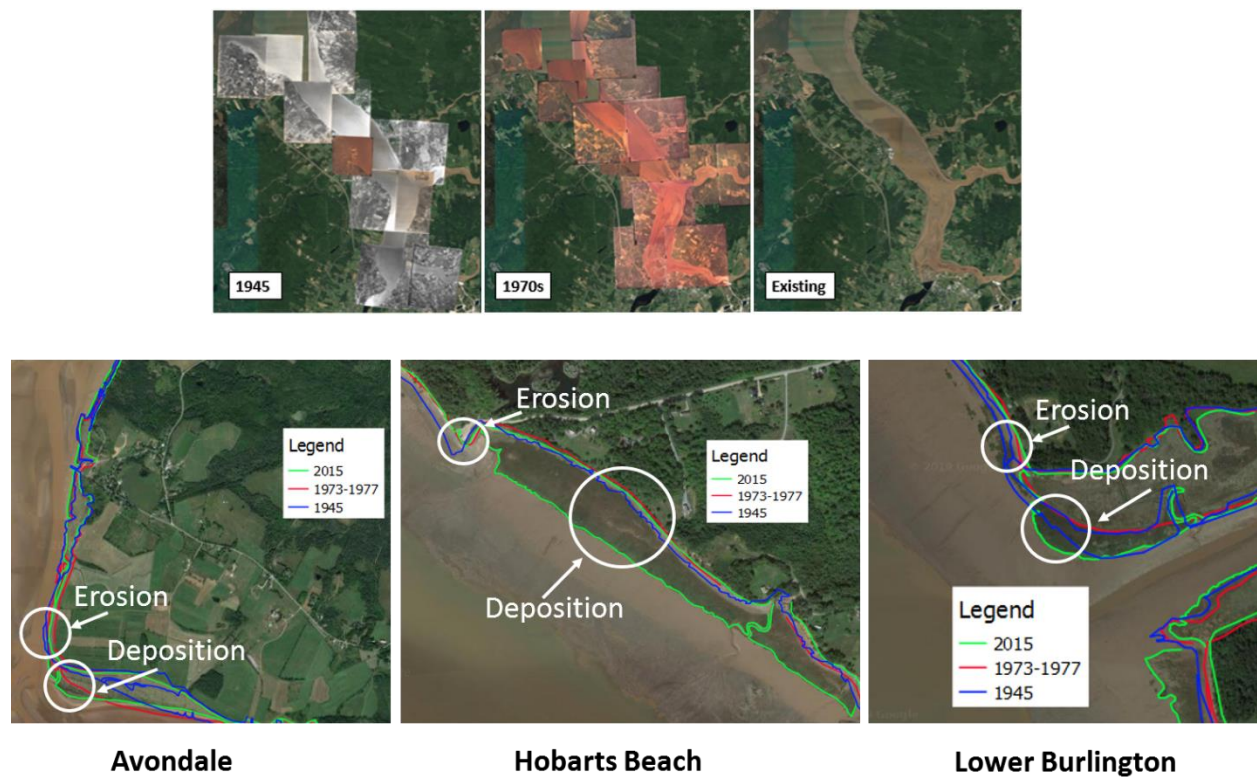 1945
1970s
Existing
Erosion
Deposition
Legend
2015
1973-1977
1945
Avondale
Erosion
Deposition
Legend
2015
1973-1977
1945
Hobarts Beach
Erosion
Deposition
Legend
2015
1973-1977
1945
Lower Burlington